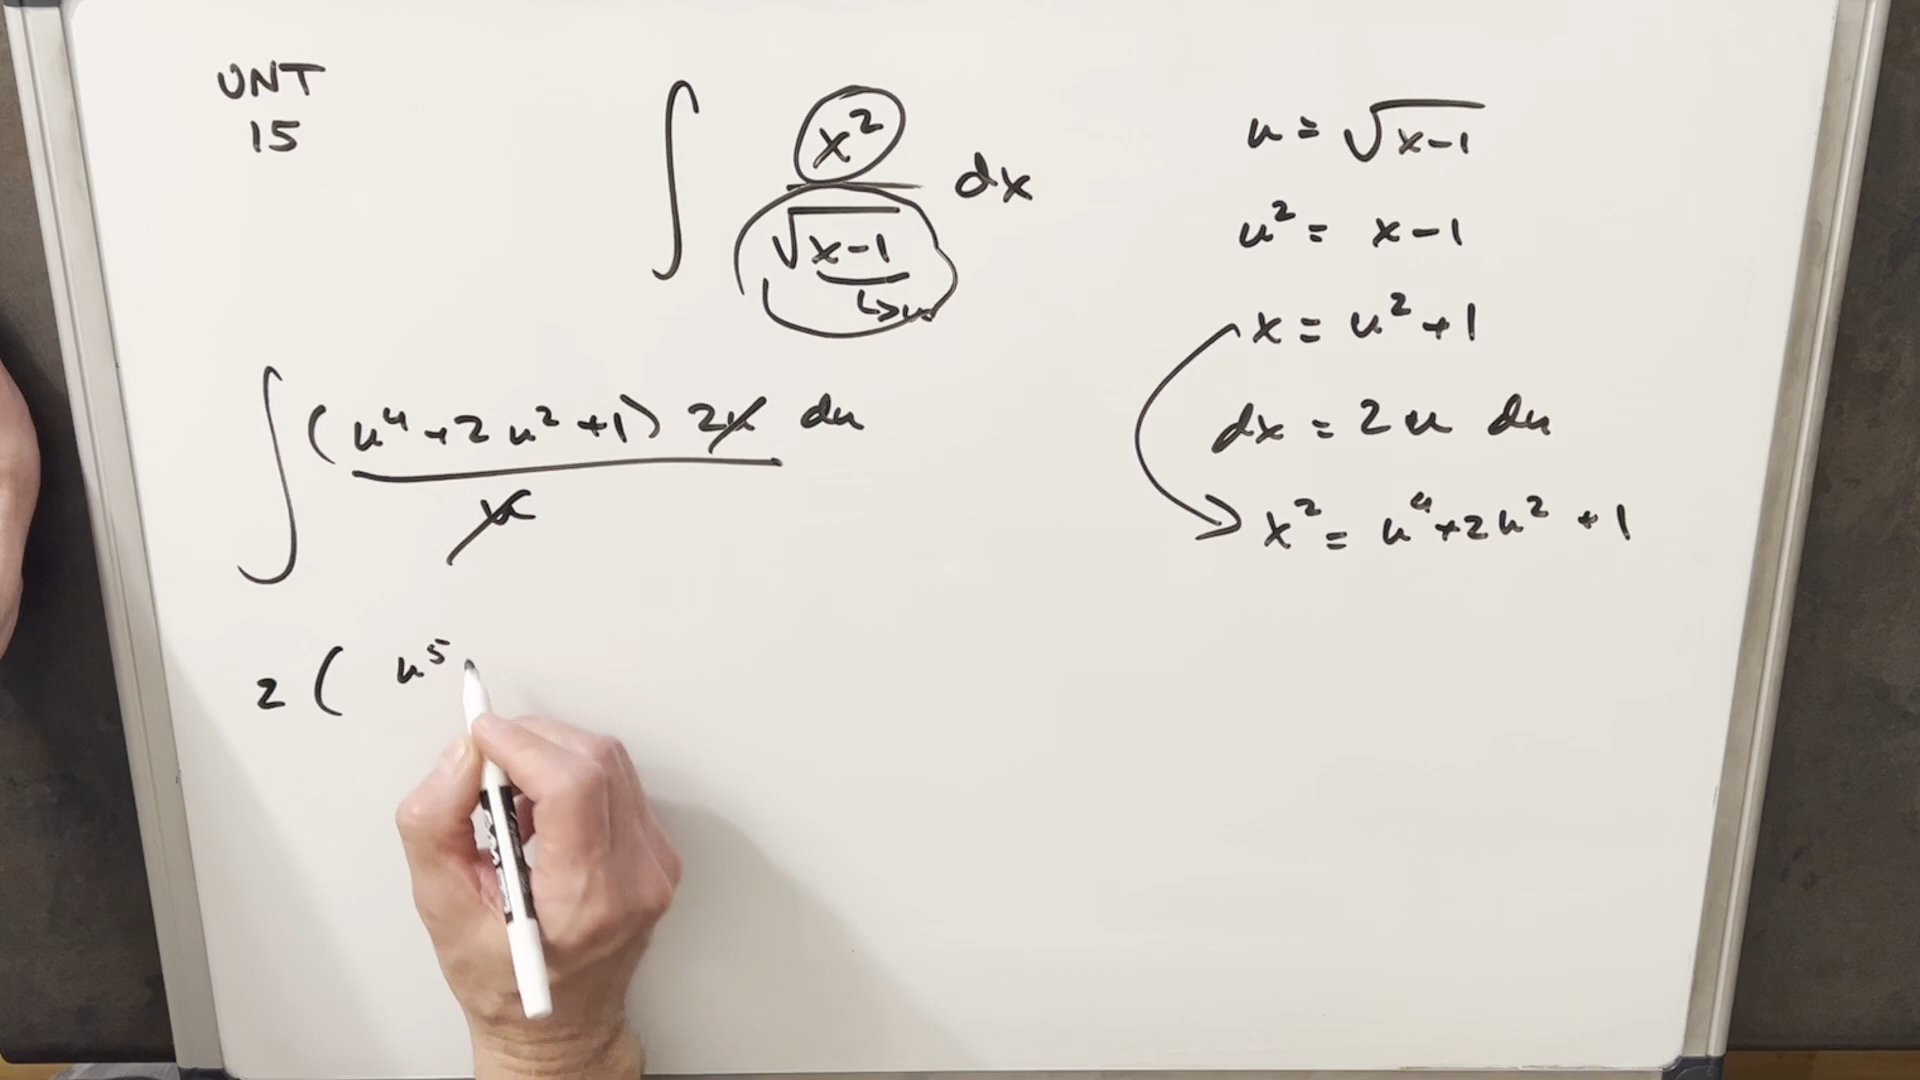 UNT
15
∫ x² / √(x-1) dx
↳u
∫ (u⁴+2u²+1) 2u du / u
2 ( u⁵
u = √(x-1)
u² = x-1
x = u²+1
dx = 2u du
x² = u⁴+2u²+1